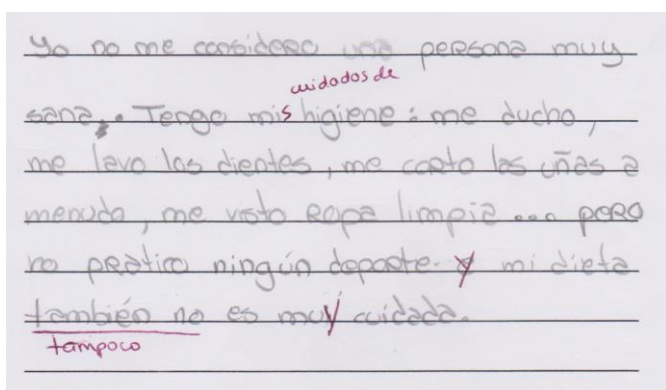 Yo no me considero una persona muy
cuidados de
sana. Tengo mis higiene: me ducho,
me lavo los dientes, me corto las uñas a
menudo, me visto ropa limpia... pero
no pratico ningún deporte. Y mi dieta
también no es muy cuidada.
tampoco